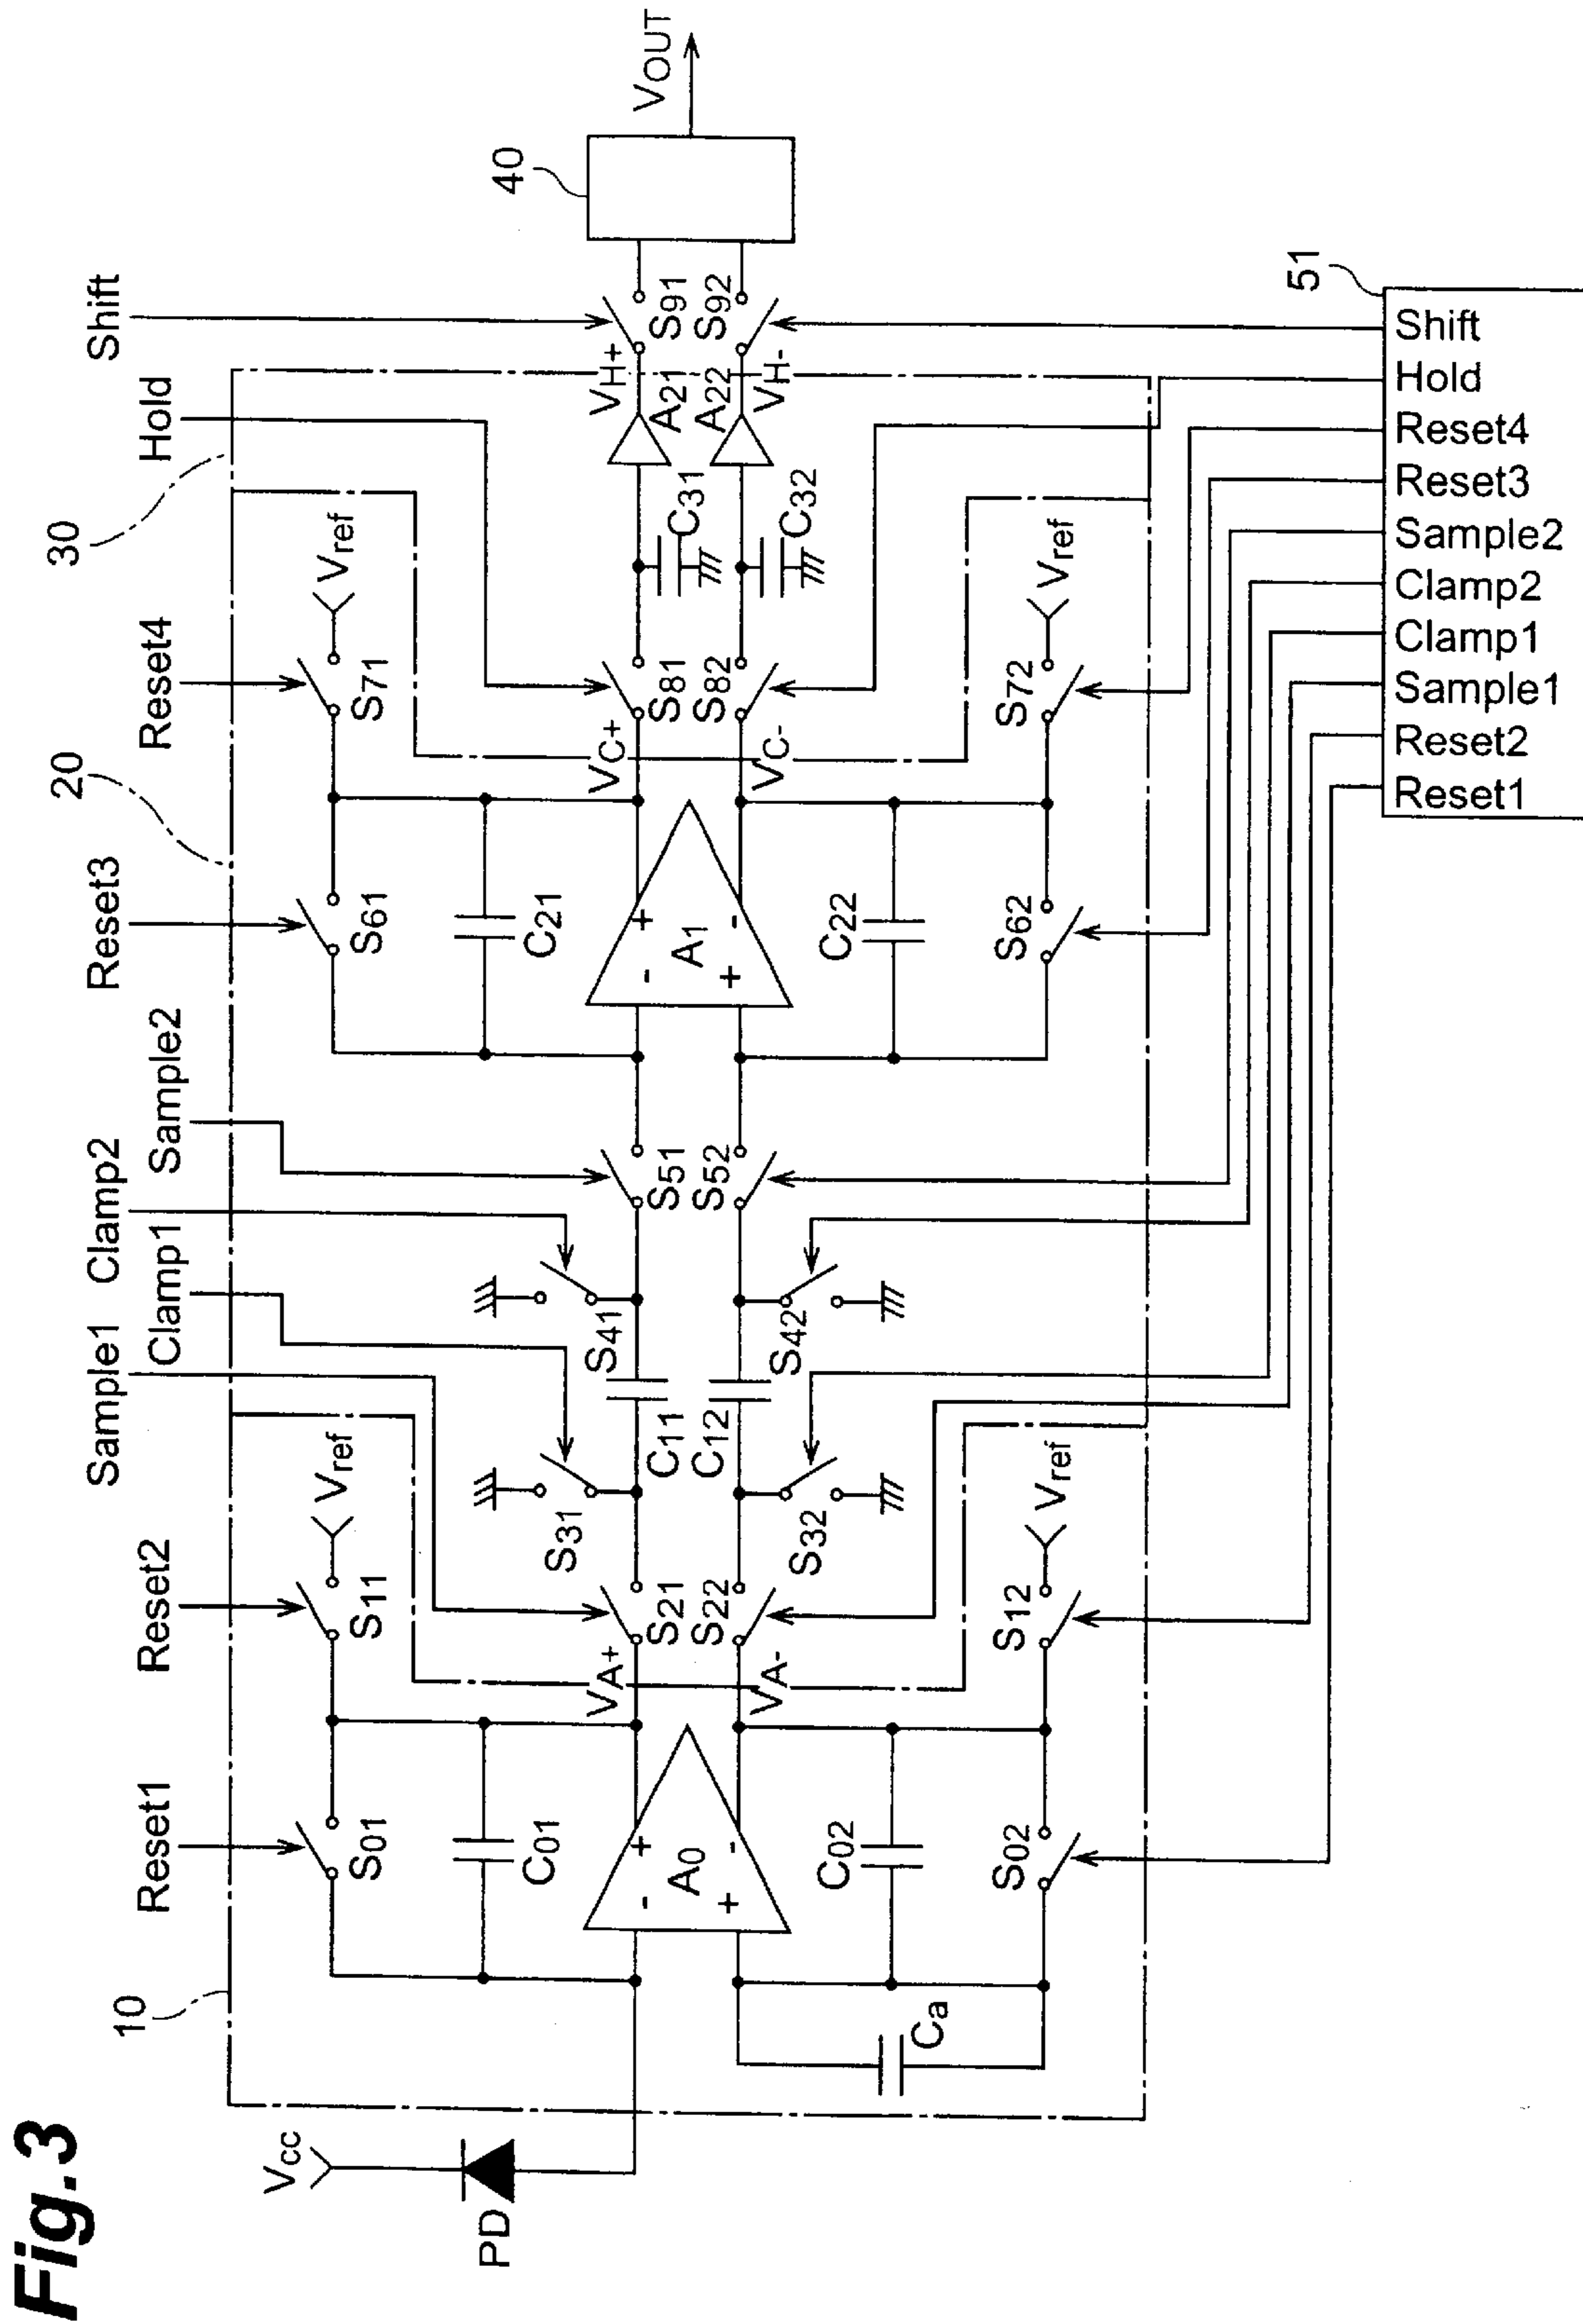 Fig.3
Reset1
Reset2
Sample1
Clamp1
Clamp2
Sample2
Reset3
Reset4
Hold
Shift
10
20
30
S01
S11
Vref
S61
S71
Vref
C01
S31
S41
C21
40
Vcc
PD
A0
-
+
+
-
VA+
VA-
S21
S22
C11
C12
S51
S52
A1
-
+
+
-
VC+
VC-
S81
S82
C31
C32
A21
A22
VH+
VH-
S91
S92
VOUT
Ca
C02
S32
S42
C22
S02
S12
Vref
S62
S72
Vref
51
Reset1
Reset2
Sample1
Clamp1
Clamp2
Sample2
Reset3
Reset4
Hold
Shift